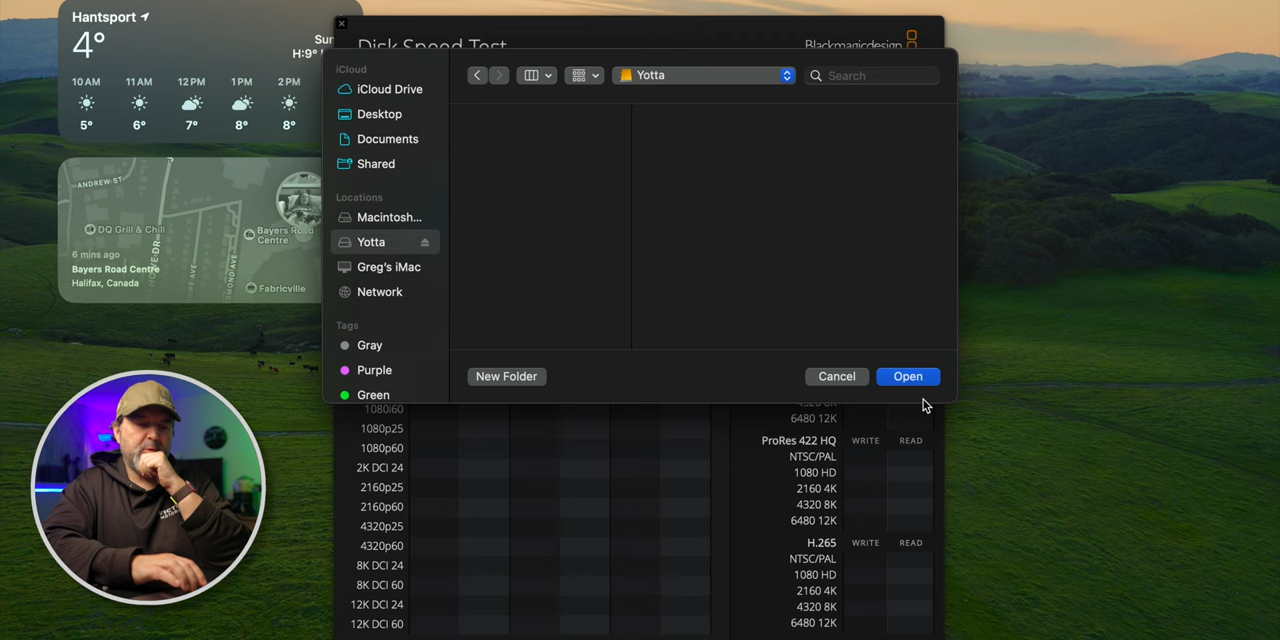 Hantsport
4°
Sun
H:9°
10 AM 11 AM 12 PM 1 PM 2 PM
5° 6° 7° 8° 8°
ANDREW ST
DQ Grill & Chill
Bayers Road
Centre
6 mins ago
Bayers Road Centre
Halifax, Canada
Fabricville
Disk Speed Test
Blackmagicdesign
iCloud
iCloud Drive
Desktop
Documents
Shared
Locations
Macintosh...
Yotta
Greg's iMac
Network
Tags
Gray
Purple
Green
Yotta
Search
New Folder
Cancel
Open
1080i60
1080p25
1080p60
2K DCI 24
2160p25
2160p60
4320p25
4320p60
8K DCI 24
8K DCI 60
12K DCI 24
12K DCI 60
4320 8K
6480 12K
ProRes 422 HQ WRITE READ
NTSC/PAL
1080 HD
2160 4K
4320 8K
6480 12K
H.265 WRITE READ
NTSC/PAL
1080 HD
2160 4K
4320 8K
6480 12K